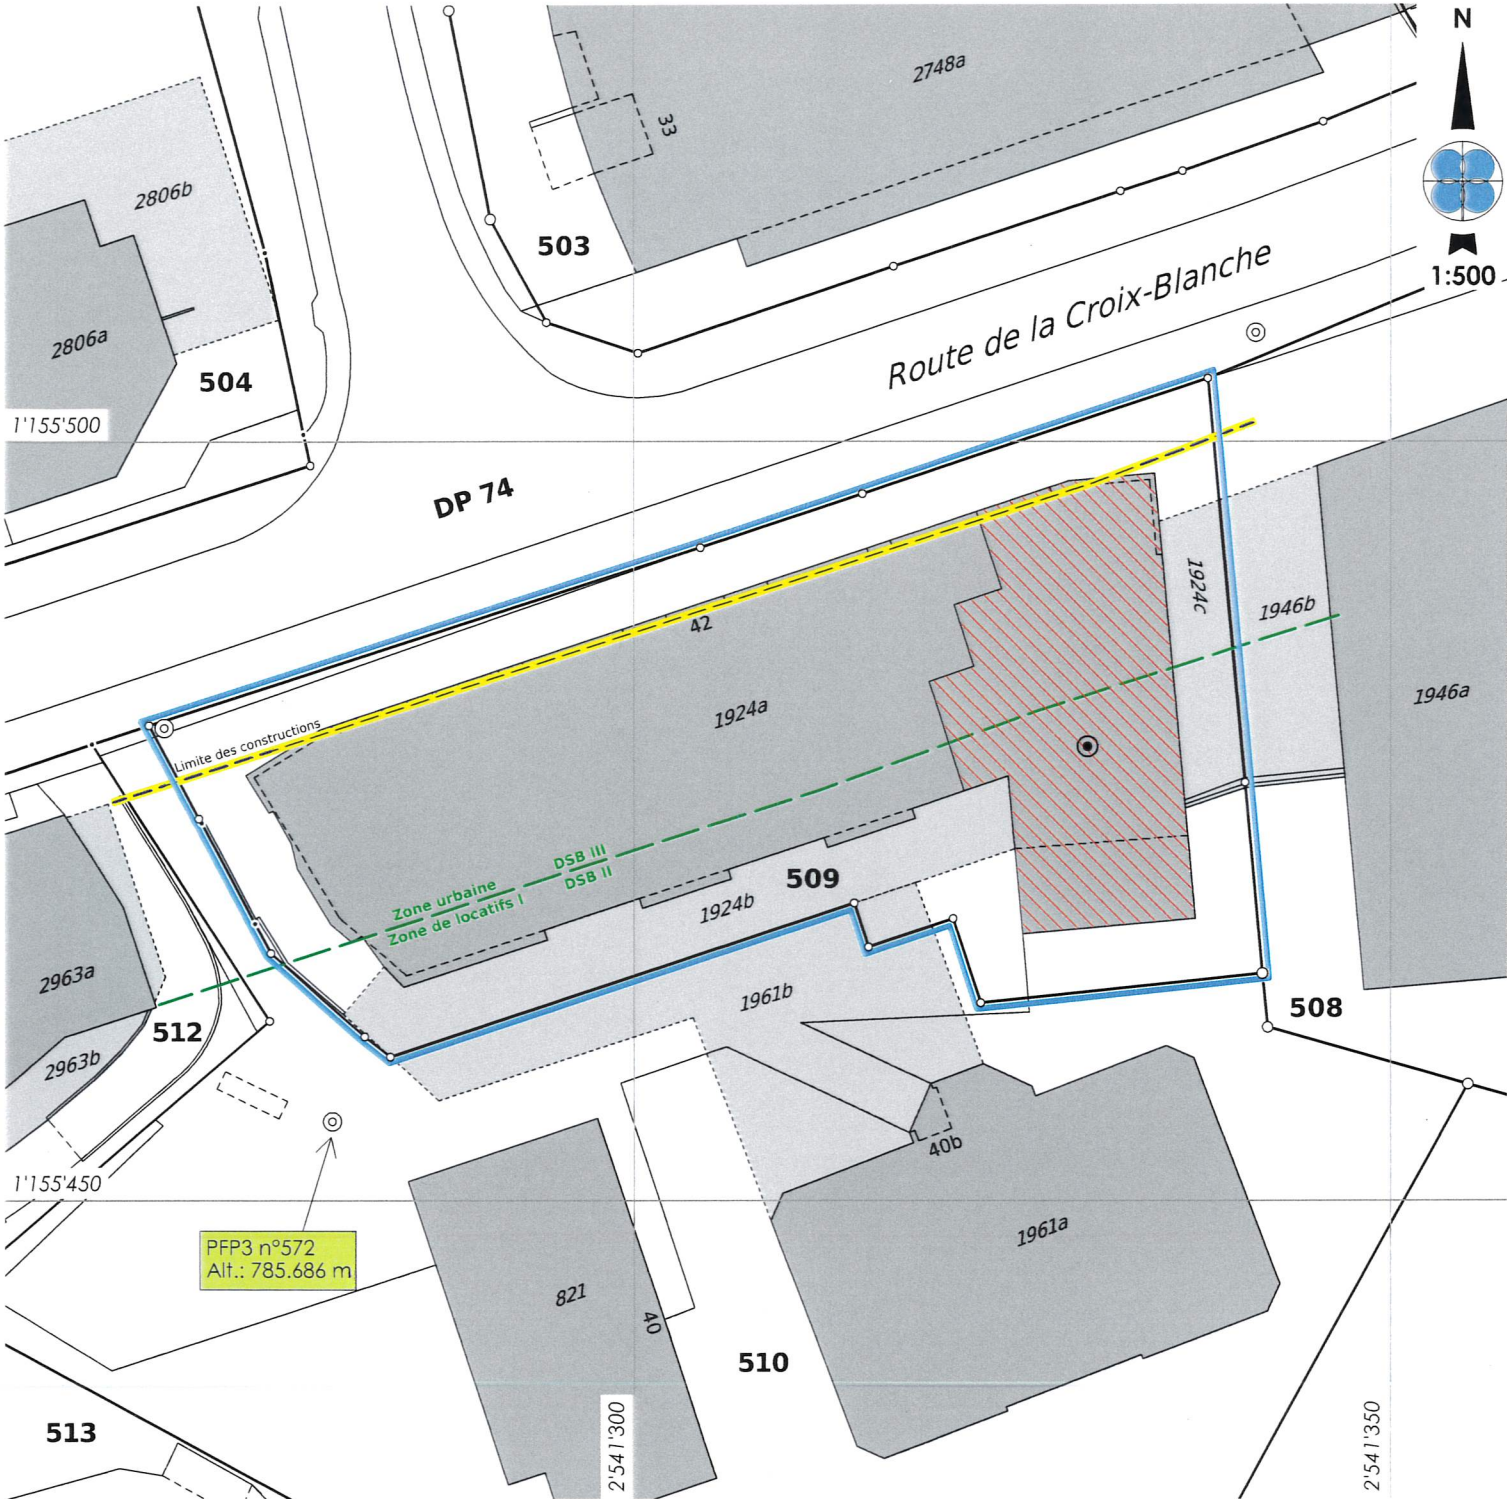 N
2748a
33
2806b
503
1:500
Route de la Croix-Blanche
2806a
504
1'155'500
DP 74
1924c
1946b
42
1946a
1924a
Limite des constructions
DSB III
DSB II
Zone urbaine
Zone de locatifs I
509
1924b
2963a
1961b
508
512
2963b
40b
1'155'450
1961a
PFP3 n°572
Alt.: 785.686 m
821
40
510
513
2'541'300
2'541'350